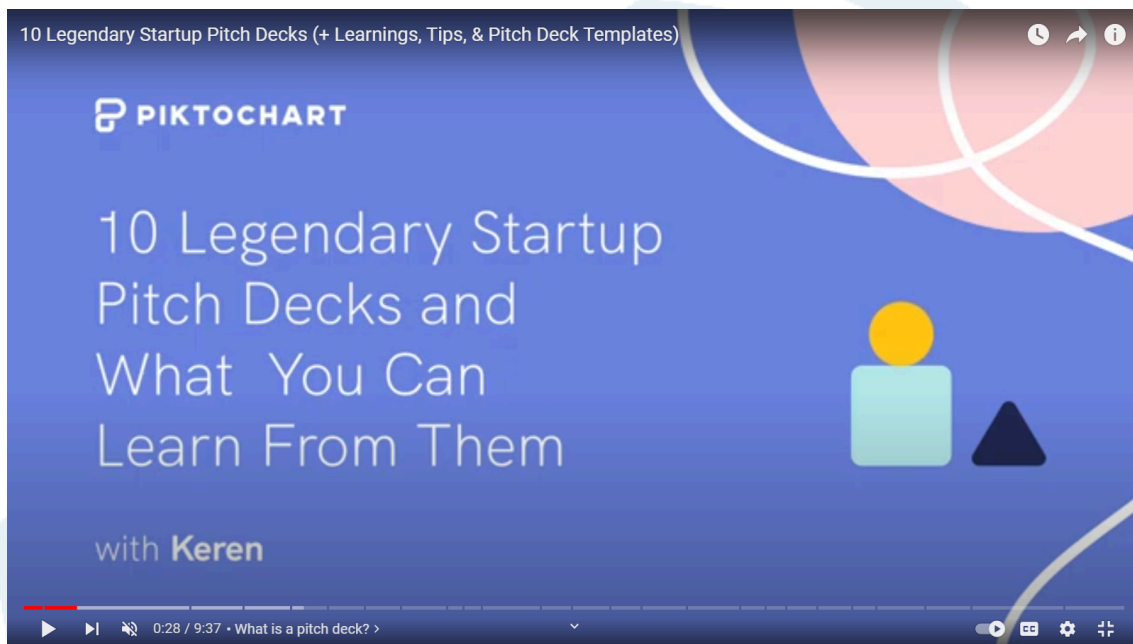 10 Legendary Startup Pitch Decks (+ Learnings, Tips, & Pitch Deck Templates)
PIKTOCHART
10 Legendary Startup
Pitch Decks and
What You Can
Learn From Them
with Keren
0:28 / 9:37 • What is a pitch deck? >
CC